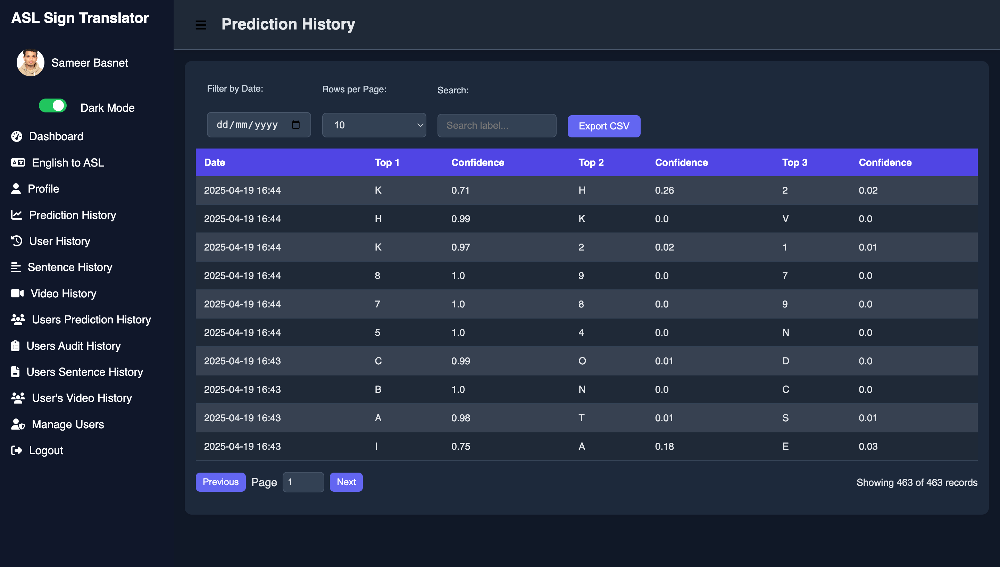 ASL Sign Translator
Sameer Basnet
Dark Mode
Dashboard
English to ASL
Profile
Prediction History
User History
Sentence History
Video History
Users Prediction History
Users Audit History
Users Sentence History
User's Video History
Manage Users
Logout
Prediction History
Filter by Date: Rows per Page: Search:
dd/mm/yyyy 10 Search label... Export CSV
Date Top 1 Confidence Top 2 Confidence Top 3 Confidence
2025-04-19 16:44 K 0.71 H 0.26 2 0.02
2025-04-19 16:44 H 0.99 K 0.0 V 0.0
2025-04-19 16:44 K 0.97 2 0.02 1 0.01
2025-04-19 16:44 8 1.0 9 0.0 7 0.0
2025-04-19 16:44 7 1.0 8 0.0 9 0.0
2025-04-19 16:44 5 1.0 4 0.0 N 0.0
2025-04-19 16:43 C 0.99 O 0.01 D 0.0
2025-04-19 16:43 B 1.0 N 0.0 C 0.0
2025-04-19 16:43 A 0.98 T 0.01 S 0.01
2025-04-19 16:43 I 0.75 A 0.18 E 0.03
Previous Page 1 Next Showing 463 of 463 records